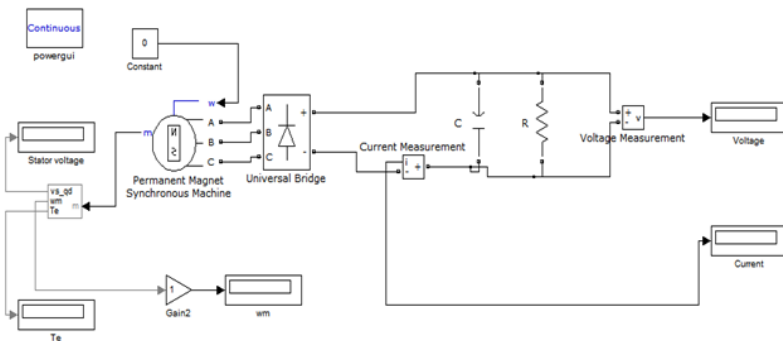 Continuous
powergui
0
Constant
w
m
N
S
A
B
C
Permanent Magnet
Synchronous Machine
A
B
C
+
-
Universal Bridge
Current Measurement
i
+
-
C
R
+
-
v
Voltage Measurement
Voltage
Current
Stator voltage
vs_qd
wm
Te
m
1
Gain2
wm
Te